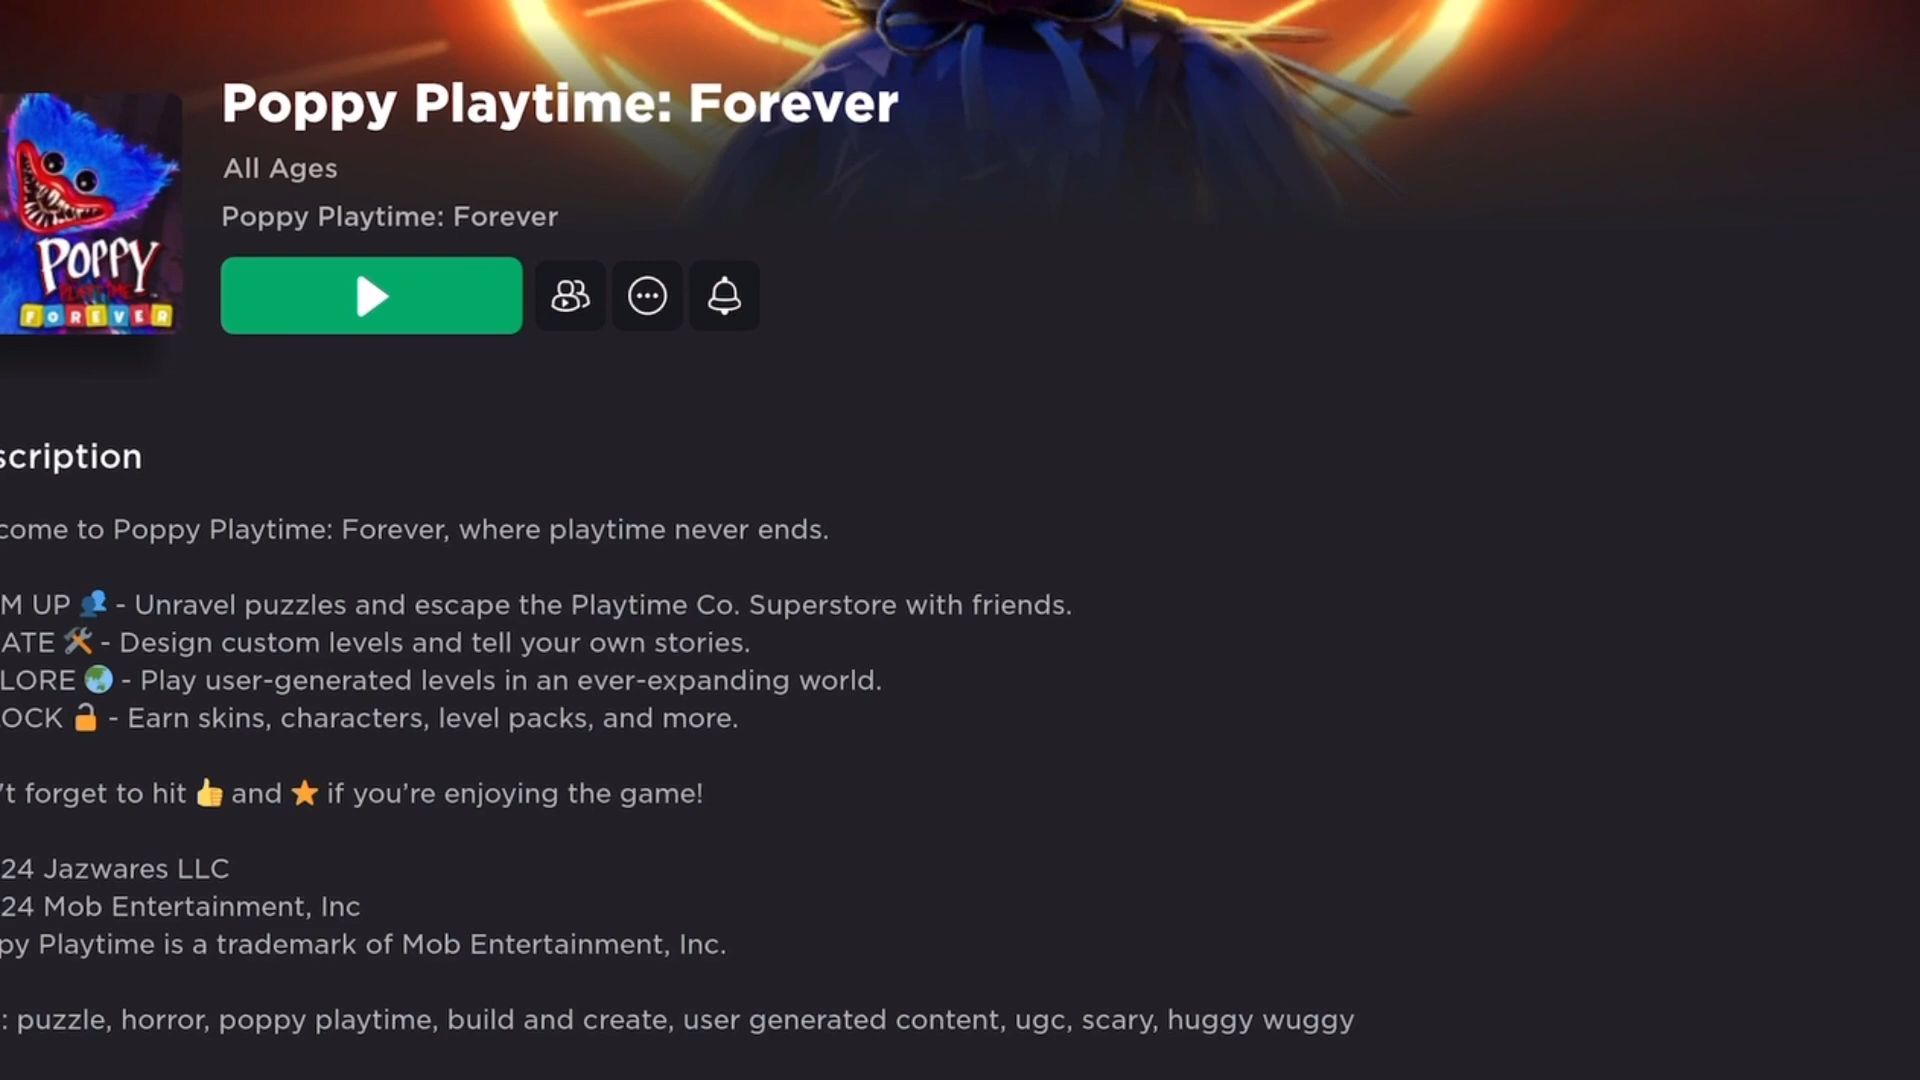 Poppy Playtime: Forever
All Ages
Poppy Playtime: Forever
POPPY
PLAYTIME
FOREVER
scription
come to Poppy Playtime: Forever, where playtime never ends.
M UP 👥 - Unravel puzzles and escape the Playtime Co. Superstore with friends.
ATE 🛠 - Design custom levels and tell your own stories.
LORE 🌎 - Play user-generated levels in an ever-expanding world.
OCK 🔓 - Earn skins, characters, level packs, and more.
't forget to hit 👍 and ⭐ if you’re enjoying the game!
24 Jazwares LLC
24 Mob Entertainment, Inc
py Playtime is a trademark of Mob Entertainment, Inc.
: puzzle, horror, poppy playtime, build and create, user generated content, ugc, scary, huggy wuggy